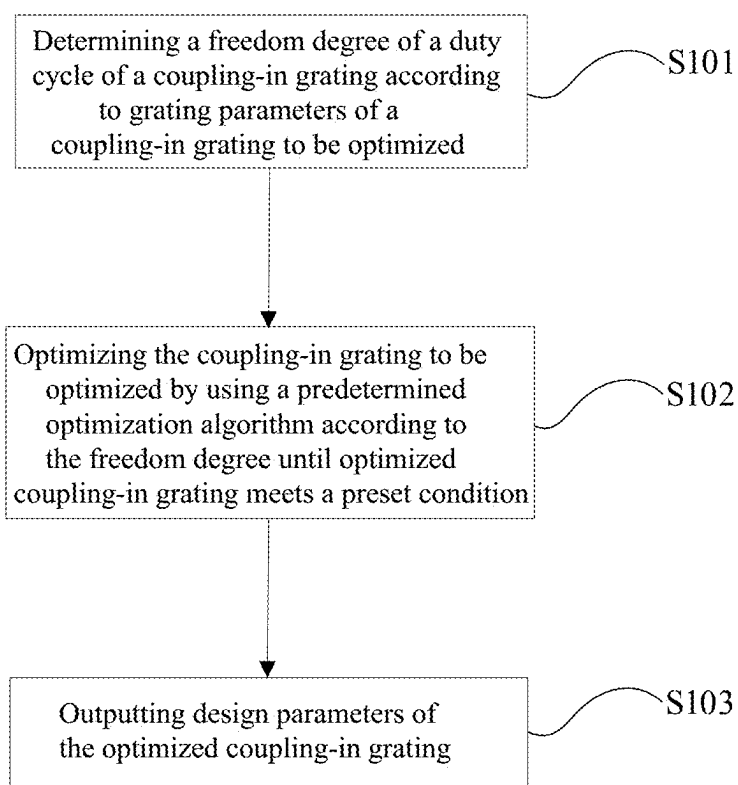 Determining a freedom degree of a duty
cycle of a coupling-in grating according
to grating parameters of a
coupling-in grating to be optimized
S101
Optimizing the coupling-in grating to be
optimized by using a predetermined
optimization algorithm according to
the freedom degree until optimized
coupling-in grating meets a preset condition
S102
Outputting design parameters of
the optimized coupling-in grating
S103